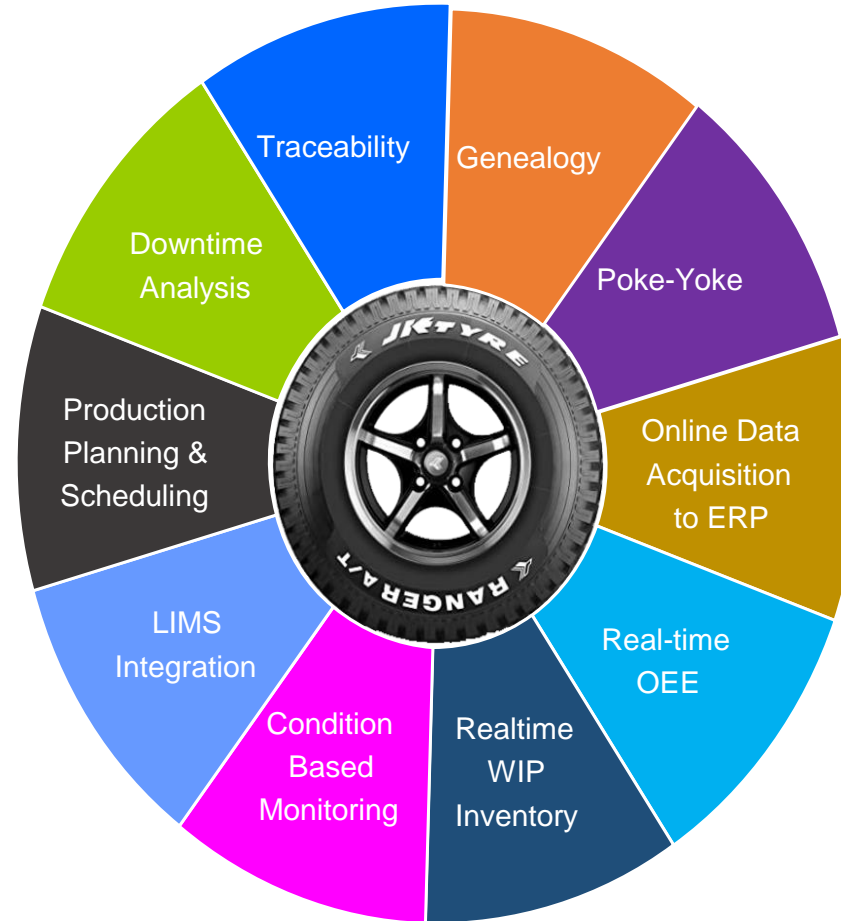 Traceability
Genealogy
Poke-Yoke
Online Data
Acquisition
to ERP
Real-time
OEE
Realtime
WIP
Inventory
Condition
Based
Monitoring
LIMS
Integration
Production
Planning &
Scheduling
Downtime
Analysis
JK TYRE
RANGER A/T